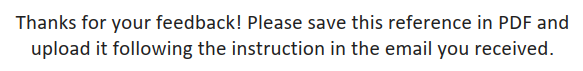 Thanks for your feedback! Please save this reference in PDF and
upload it following the instruction in the email you received.